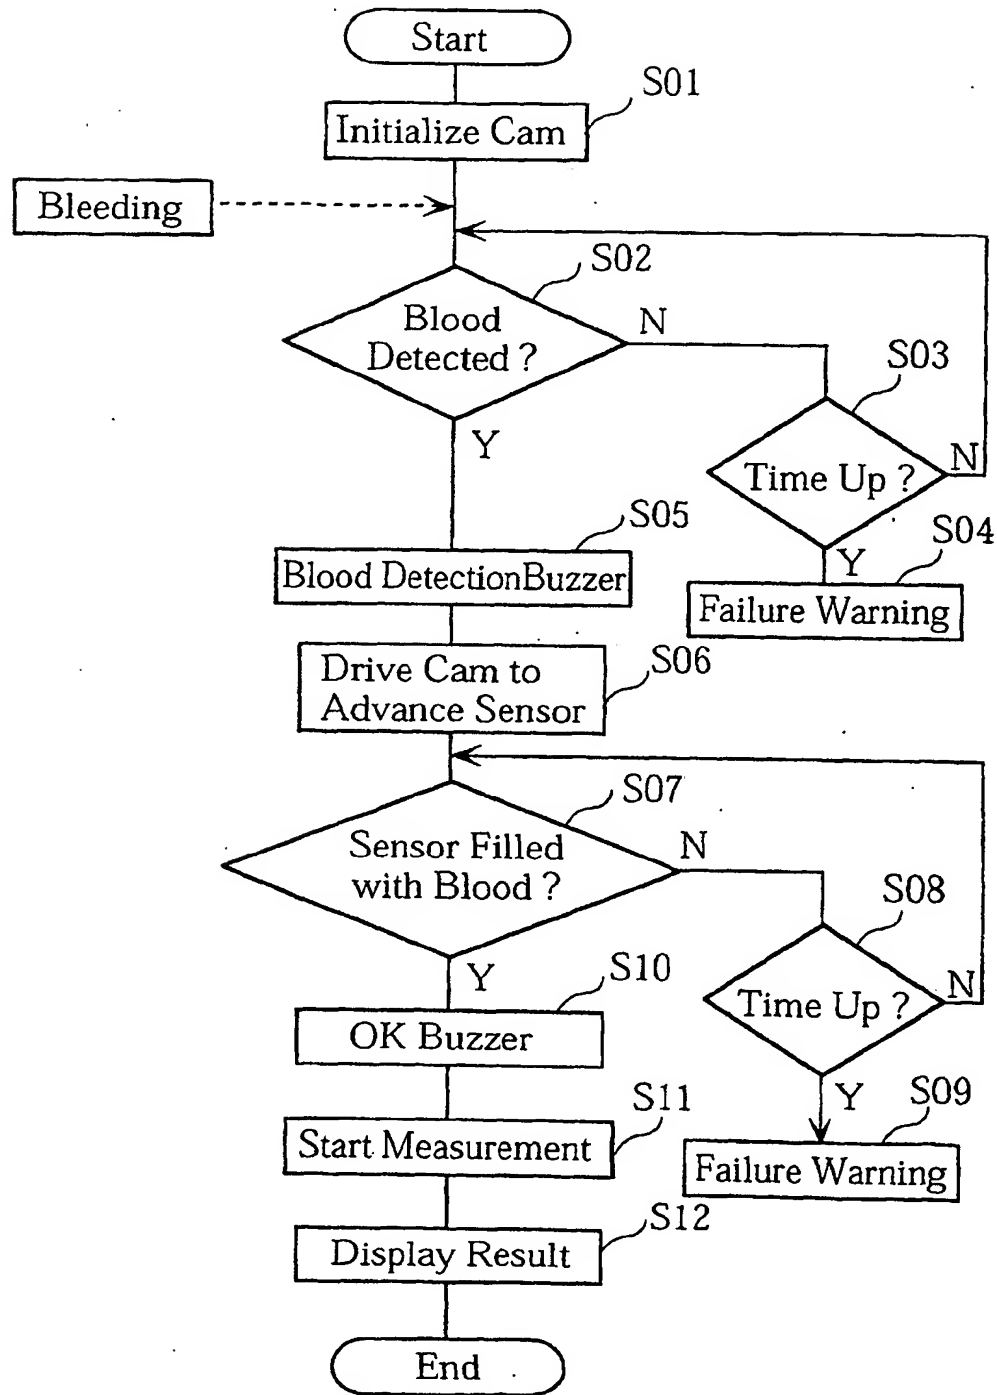 Start
S01
Initialize Cam
Bleeding
S02
Blood
Detected ?
N
S03
Time Up ?
N
Y
S04
Y
Failure Warning
S05
Blood DetectionBuzzer
S06
Drive Cam to
Advance Sensor
S07
Sensor Filled
with Blood ?
N
S08
Time Up ?
N
Y
S10
OK Buzzer
Y
S09
Failure Warning
S11
Start Measurement
S12
Display Result
End